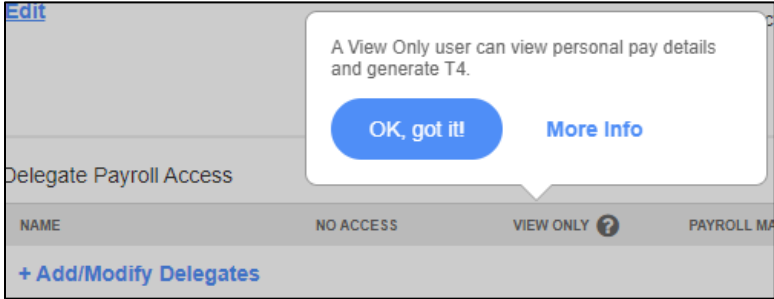 Edit
A View Only user can view personal pay details
and generate T4.
OK, got it!
More Info
Delegate Payroll Access
NAME NO ACCESS VIEW ONLY ? PAYROLL
+ Add/Modify Delegates